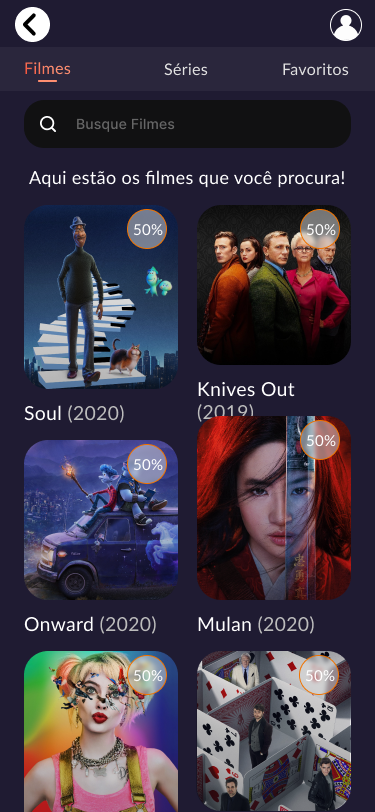 Filmes
Séries
Favoritos
Busque Filmes
Aqui estão os filmes que você procura!
50%
50%
Soul (2020)
Knives Out
(2019)
50%
50%
Onward (2020)
Mulan (2020)
50%
50%